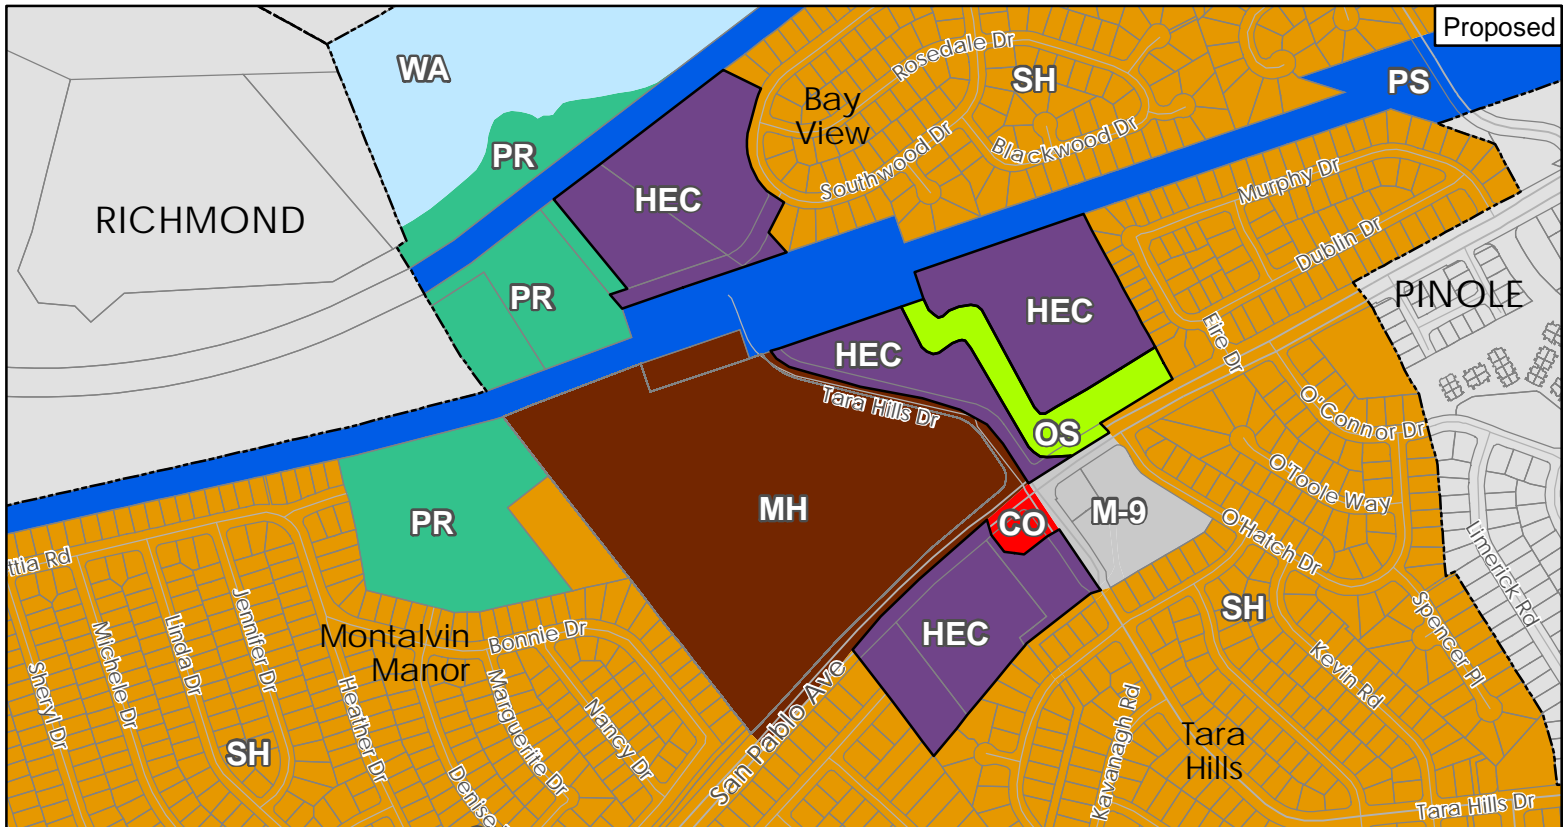 Proposed
WA
Rosedale Dr
SH
PS
Bay
View
PR
Southwood Dr
Blackwood Dr
HEC
Murphy Dr
RICHMOND
Dublin Dr
PR
HEC
PINOLE
Eire Dr
HEC
Tara Hills Dr
O'Connor Dr
OS
O'Toole Way
MH
M-9
CO
PR
O'Hatch Dr
ttia Rd
Limerick Rd
Jennifer Dr
Linda Dr
Michele Dr
Sheryl Dr
Montalvin
Manor
Bonnie Dr
HEC
SH
Spencer Pl
Kevin Rd
Heather Dr
Marguerite Dr
Nancy Dr
San Pablo Ave
Kavanagh Rd
Tara
Hills
SH
Denise
Tara Hills Dr